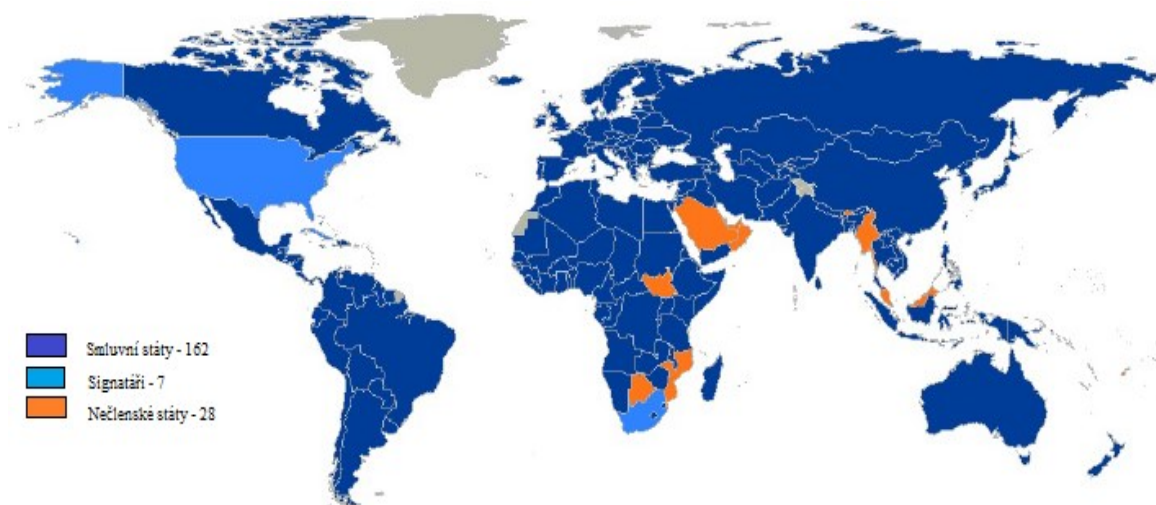 Smluvní státy - 162
Signatáři - 7
Nečlenské státy - 28